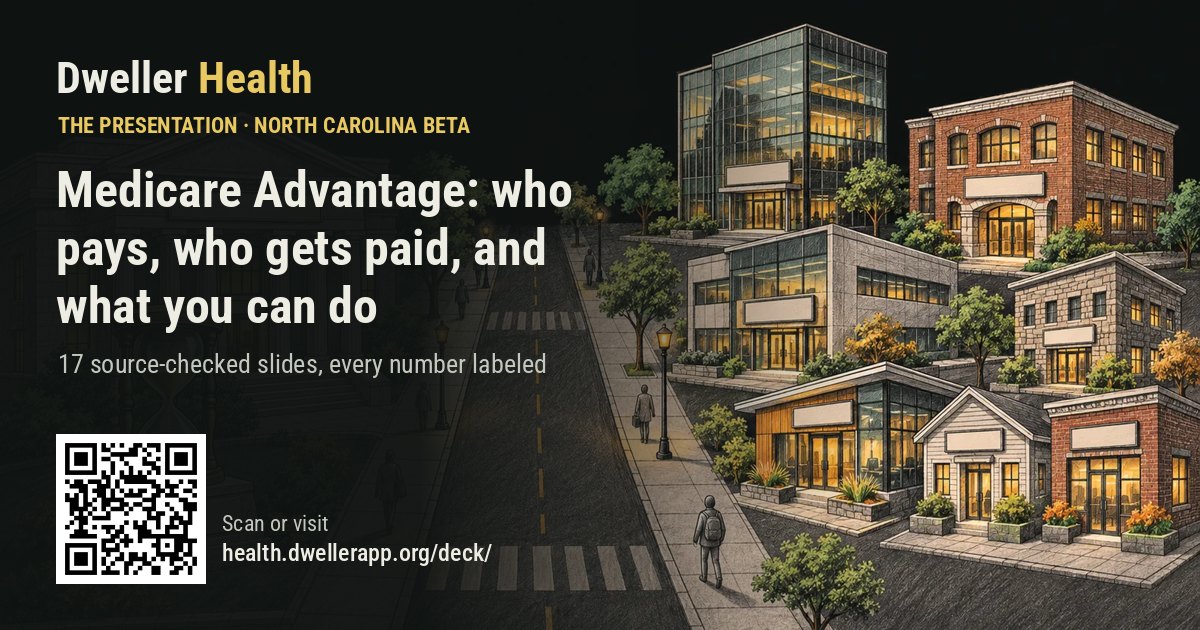 Dweller Health
THE PRESENTATION · NORTH CAROLINA BETA
Medicare Advantage: who
pays, who gets paid, and
what you can do
17 source-checked slides, every number labeled
Scan or visit
health.dwellerapp.org/deck/